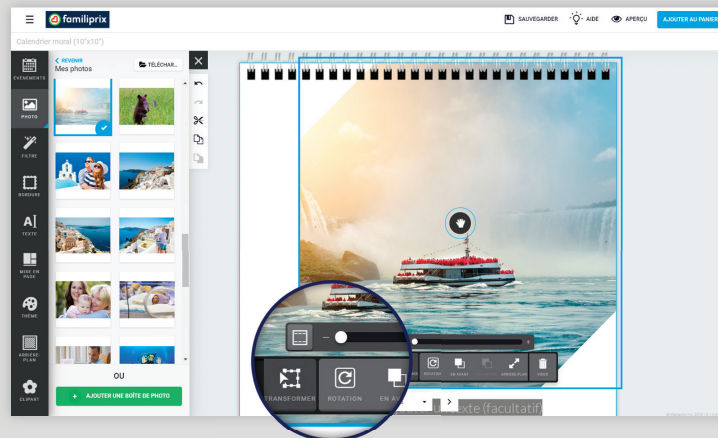 familiprix
SAUVEGARDER
AIDE
APERÇU
AJOUTER AU PANIER
Calendrier mural (10"x10")
ÉVÉNEMENTS
PHOTO
FILTRE
BORDURE
TEXTE
MISE EN
PAGE
THÈME
ARRIÈRE-
PLAN
CLIPART
REVENIR
Mes photos
TÉLÉCHAR...
OU
+ AJOUTER UNE BOÎTE DE PHOTO
TRANSFORMER
ROTATION
EN AV
ROTATION
EN AVANT
ARRIÈRE-PLAN
VIDER
texte (facultatif)